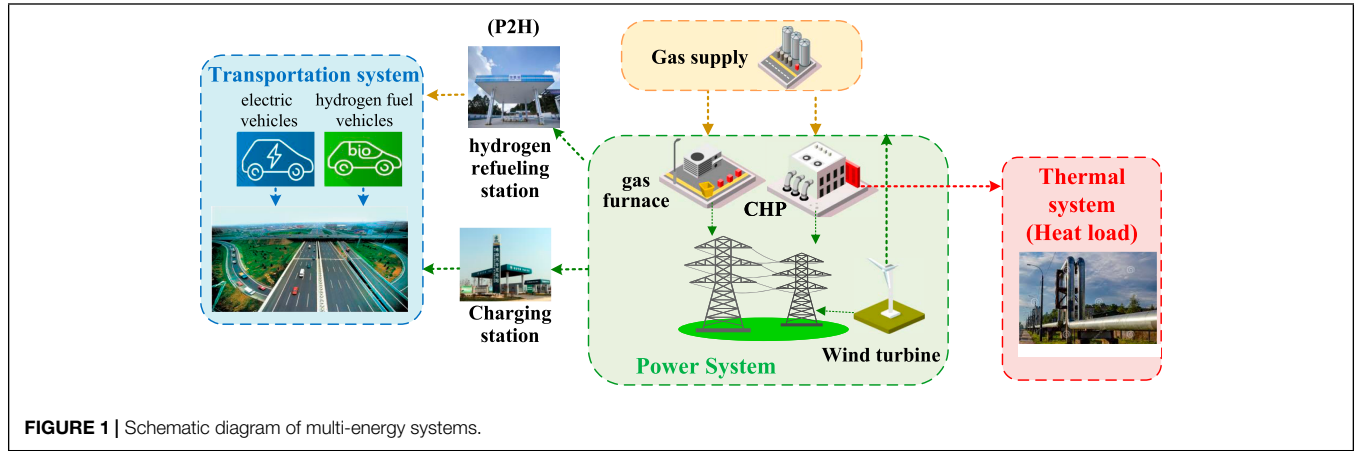 (P2H)
Gas supply
Transportation system
electric
vehicles
hydrogen fuel
vehicles
bio
hydrogen
refueling
station
gas
furnace
CHP
Thermal
system
(Heat load)
Charging
station
Wind turbine
Power System
FIGURE 1 | Schematic diagram of multi-energy systems.